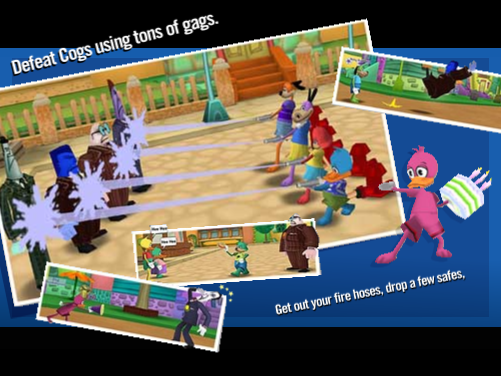 Defeat Cogs using tons of gags.
Get out your fire hoses, drop a few safes,